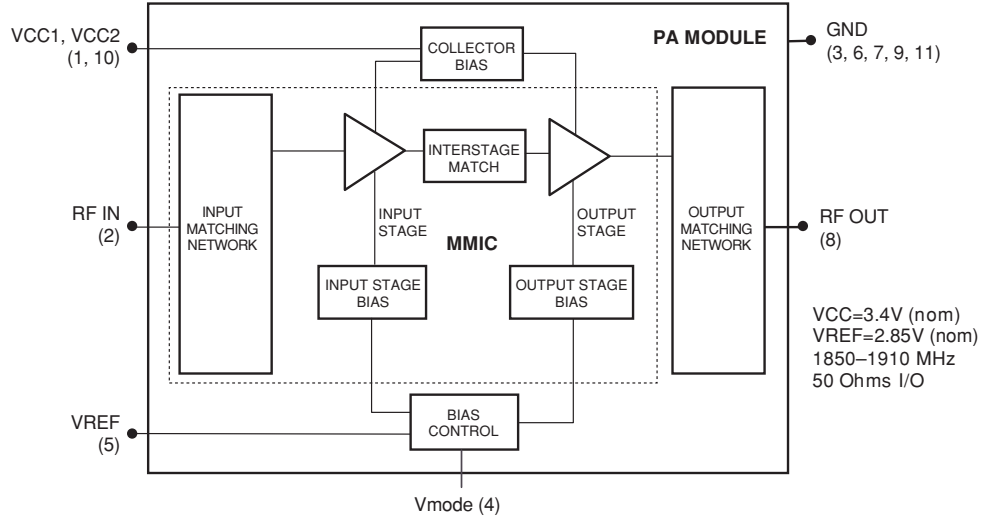 VCC1, VCC2
(1, 10)
COLLECTOR
BIAS
PA MODULE
GND
(3, 6, 7, 9, 11)
INTERSTAGE
MATCH
RF IN
(2)
INPUT
MATCHING
NETWORK
INPUT
STAGE
MMIC
OUTPUT
STAGE
OUTPUT
MATCHING
NETWORK
RF OUT
(8)
INPUT STAGE
BIAS
OUTPUT STAGE
BIAS
VCC=3.4V (nom)
VREF=2.85V (nom)
1850–1910 MHz
50 Ohms I/O
VREF
(5)
BIAS
CONTROL
Vmode (4)